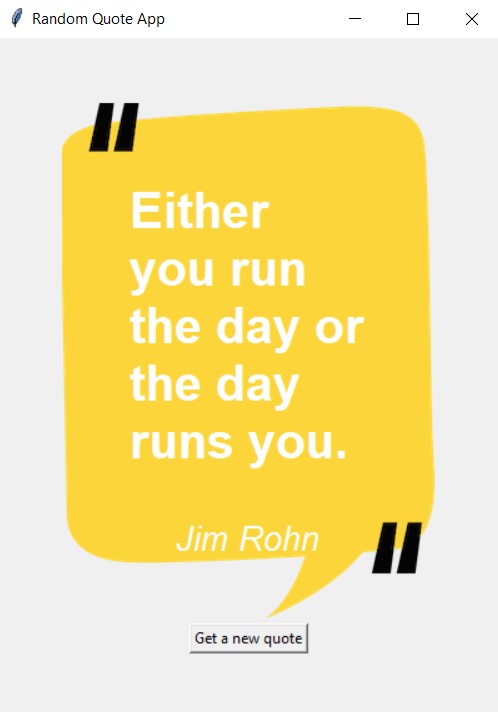 Random Quote App
"
Either
you run
the day or
the day
runs you.
Jim Rohn
"
Get a new quote